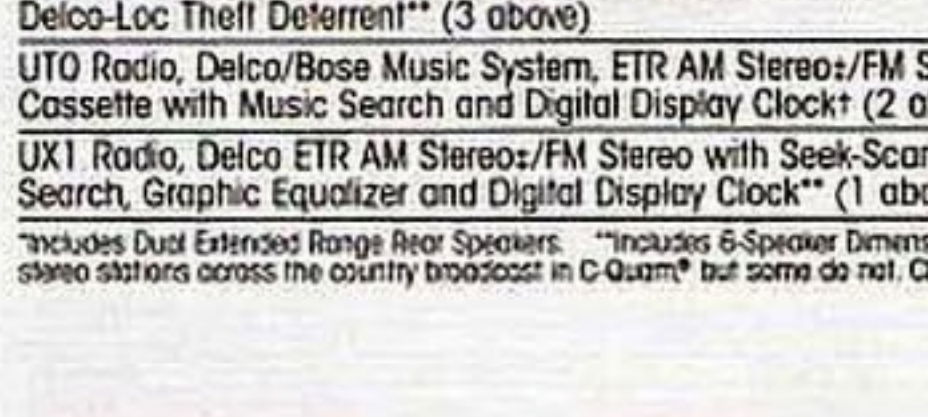 Delco-Loc Theft Deterrent** (3 above)
UT0 Radio, Delco/Bose Music System, ETR AM Stereo‡/FM S
Cassette with Music Search and Digital Display Clock† (2 a
UX1 Radio, Delco ETR AM Stereo‡/FM Stereo with Seek-Scan
Search, Graphic Equalizer and Digital Display Clock** (1 abo
*Includes Dual Extended Range Rear Speakers. **Includes 6-Speaker Dimens
stereo stations across the country broadcast in C-Quam® but some do not. C